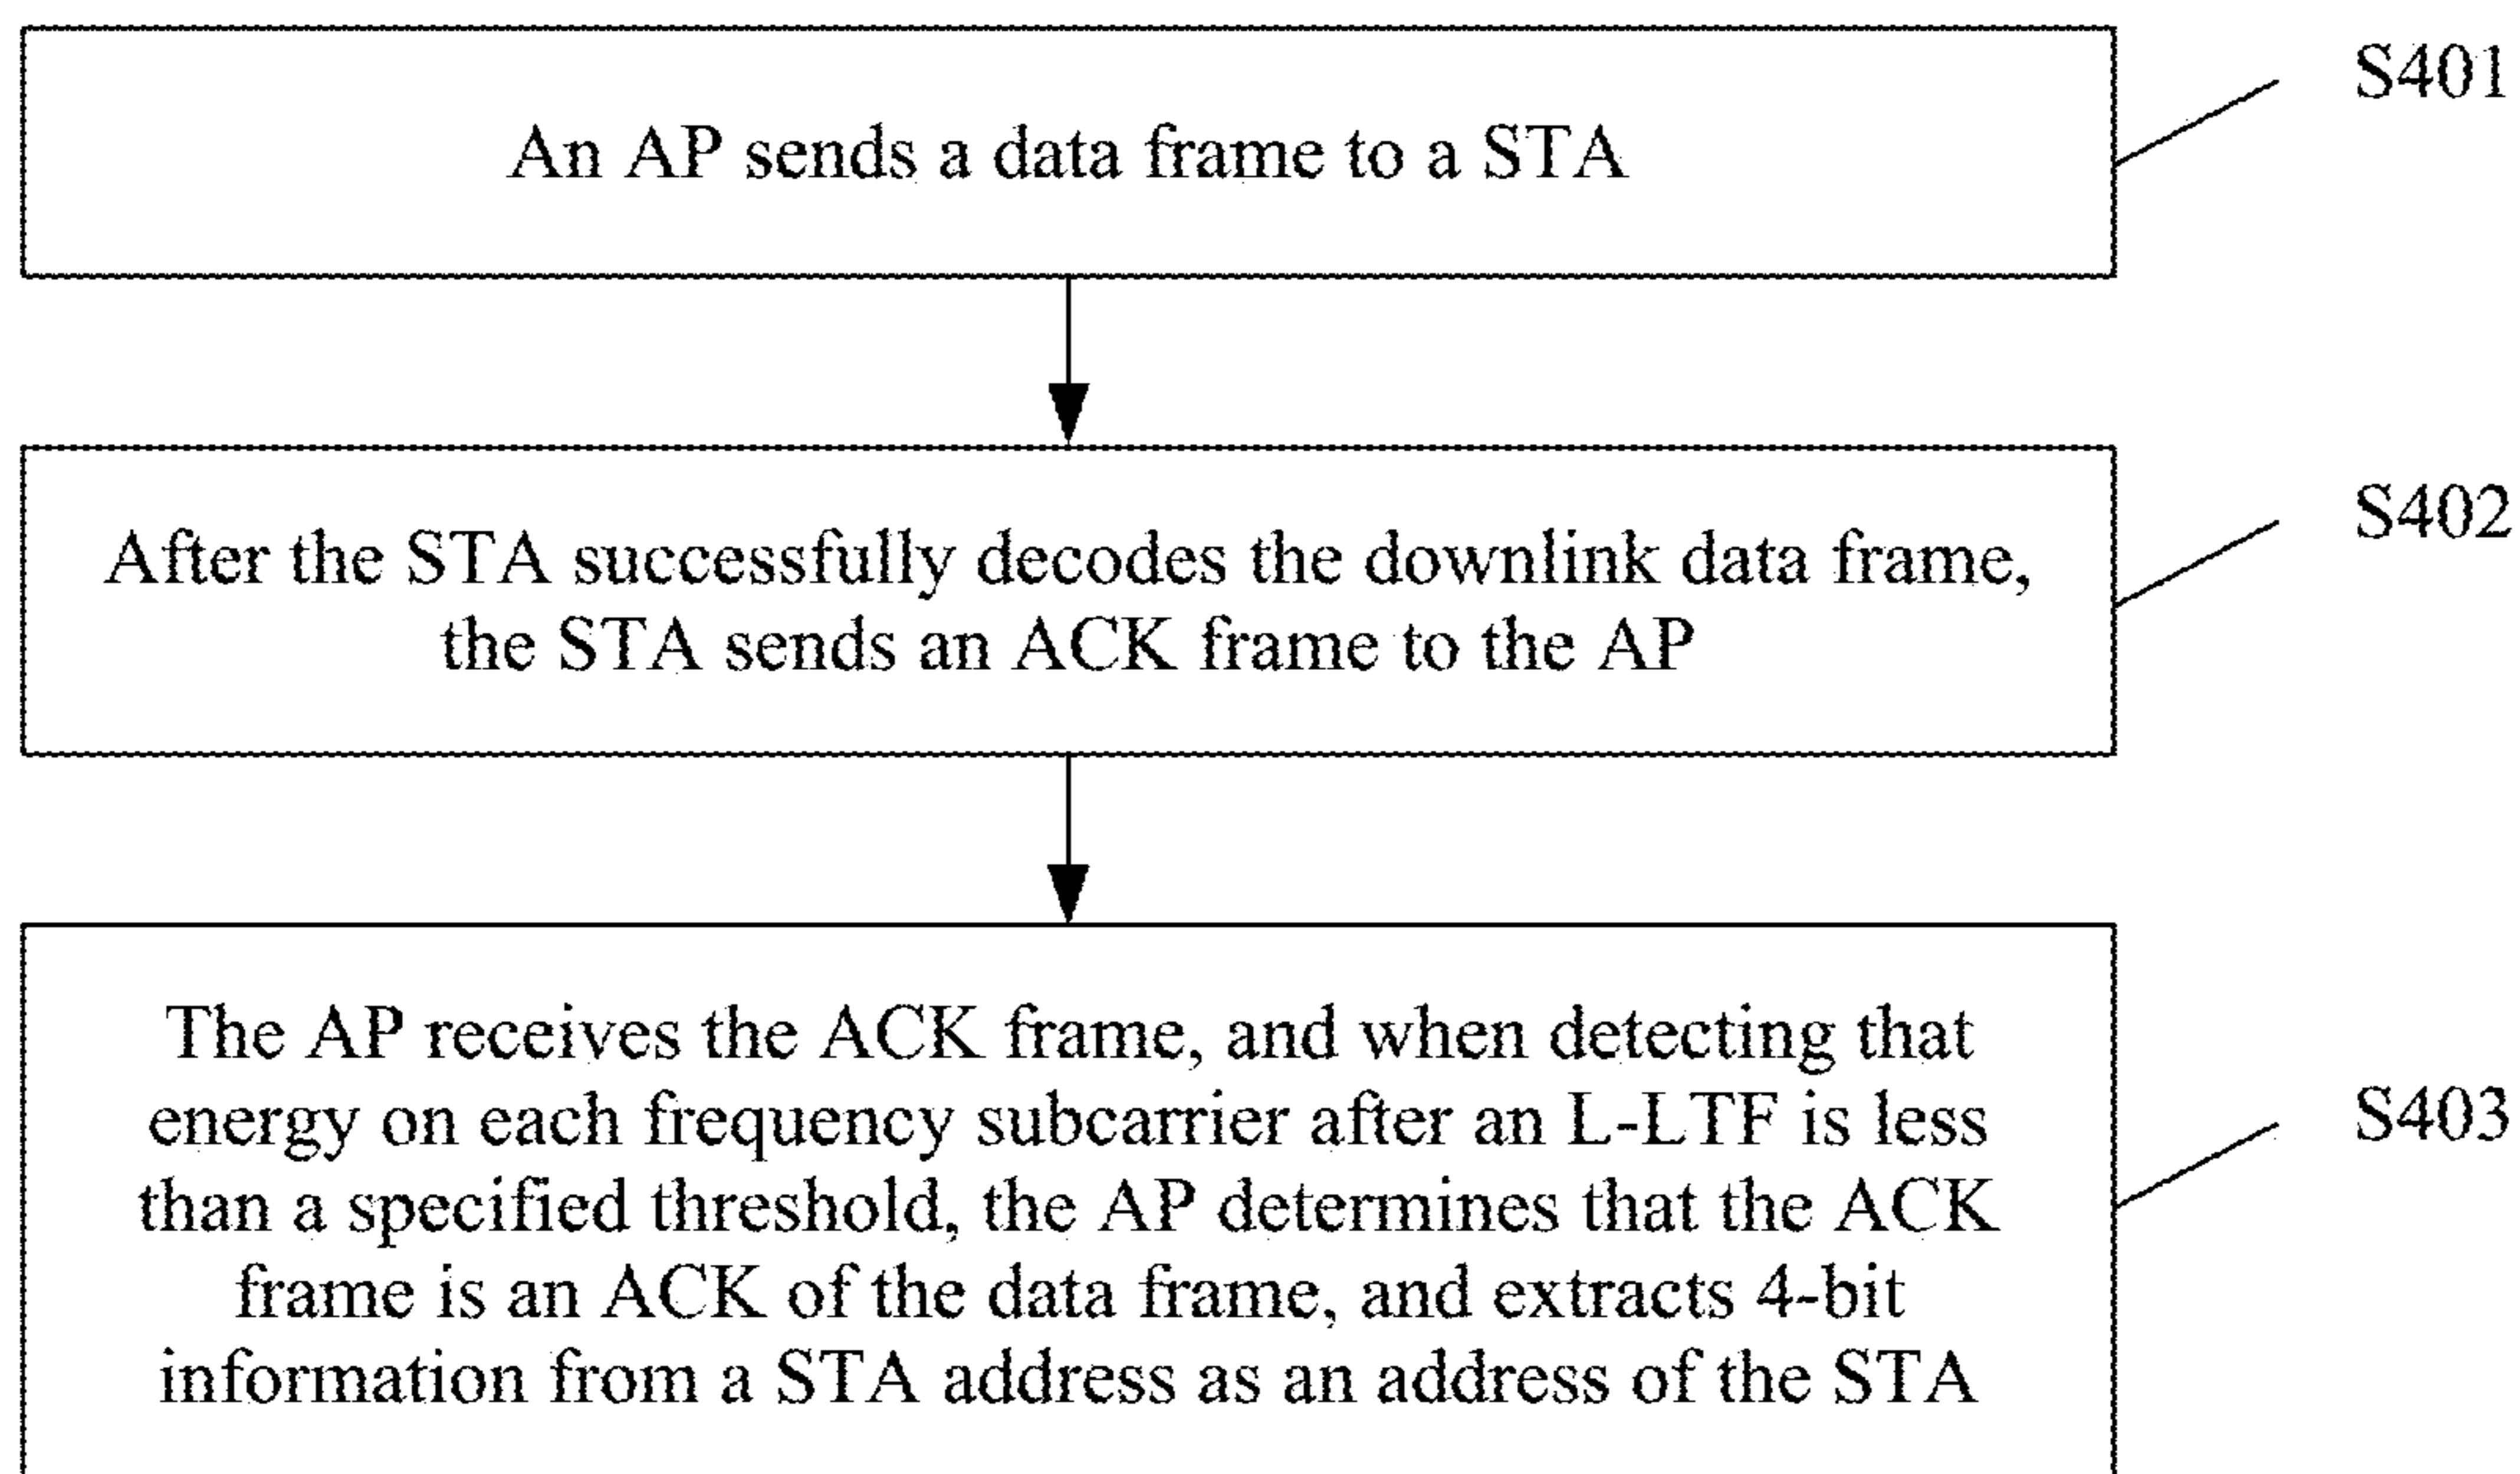 An AP sends a data frame to a STA
S401
After the STA successfully decodes the downlink data frame,
the STA sends an ACK frame to the AP
S402
The AP receives the ACK frame, and when detecting that
energy on each frequency subcarrier after an L-LTF is less
than a specified threshold, the AP determines that the ACK
frame is an ACK of the data frame, and extracts 4-bit
information from a STA address as an address of the STA
S403